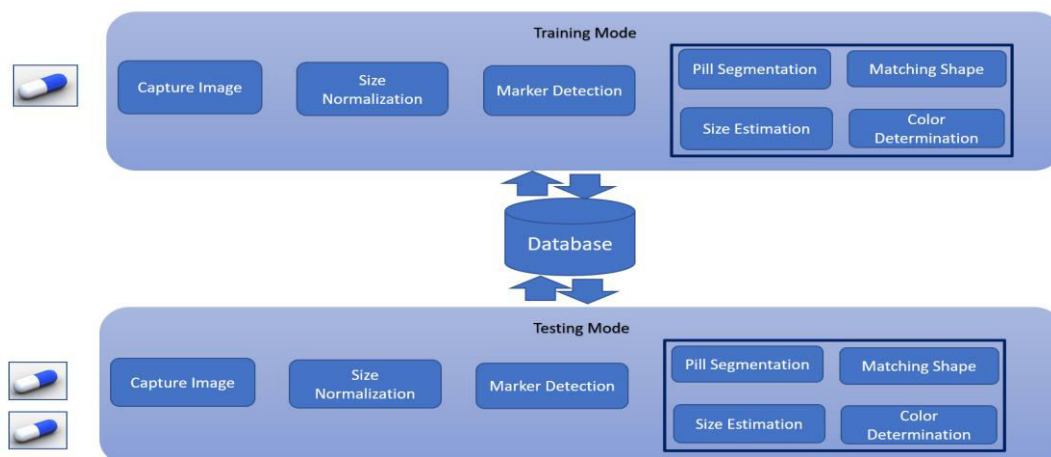 Training Mode
Capture Image
Size
Normalization
Marker Detection
Pill Segmentation
Matching Shape
Size Estimation
Color
Determination
Database
Testing Mode
Capture Image
Size
Normalization
Marker Detection
Pill Segmentation
Matching Shape
Size Estimation
Color
Determination